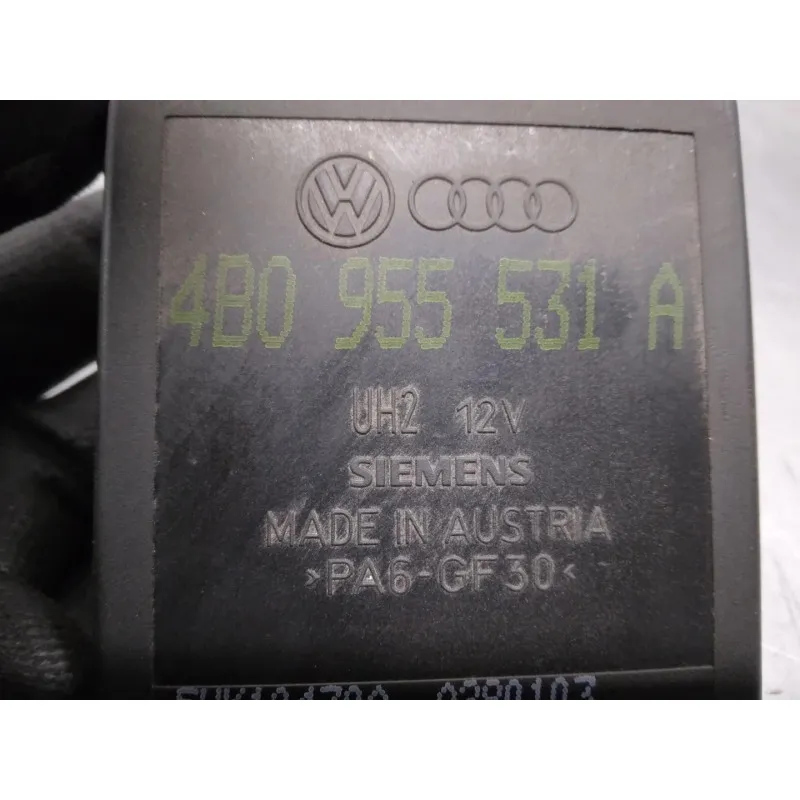 4B0 955 531 A
UH2 12V
SIEMENS
MADE IN AUSTRIA
>PA6-GF30<